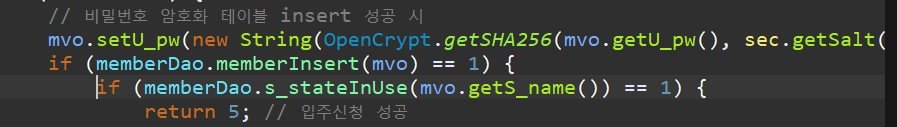 // 비밀번호 암호화 테이블 insert 성공 시
mvo.setU_pw(new String(OpenCrypt.getSHA256(mvo.getU_pw(), sec.getSalt(
if (memberDao.memberInsert(mvo) == 1) {
if (memberDao.s_stateInUse(mvo.getS_name()) == 1) {
return 5; // 입주신청 성공